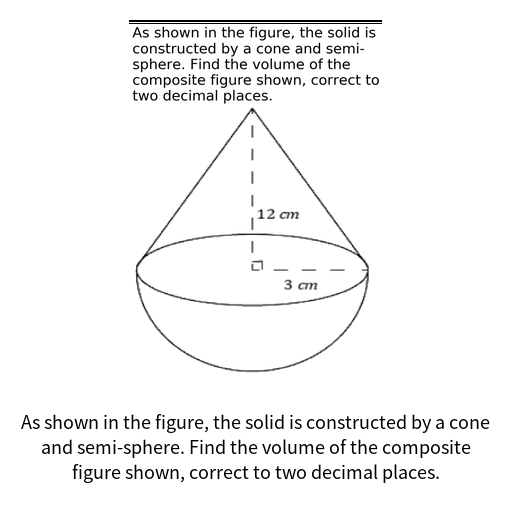 As shown in the figure, the solid is
constructed by a cone and semi-
sphere. Find the volume of the
composite figure shown, correct to
two decimal places.
12 cm
3 cm
As shown in the figure, the solid is constructed by a cone
and semi-sphere. Find the volume of the composite
figure shown, correct to two decimal places.